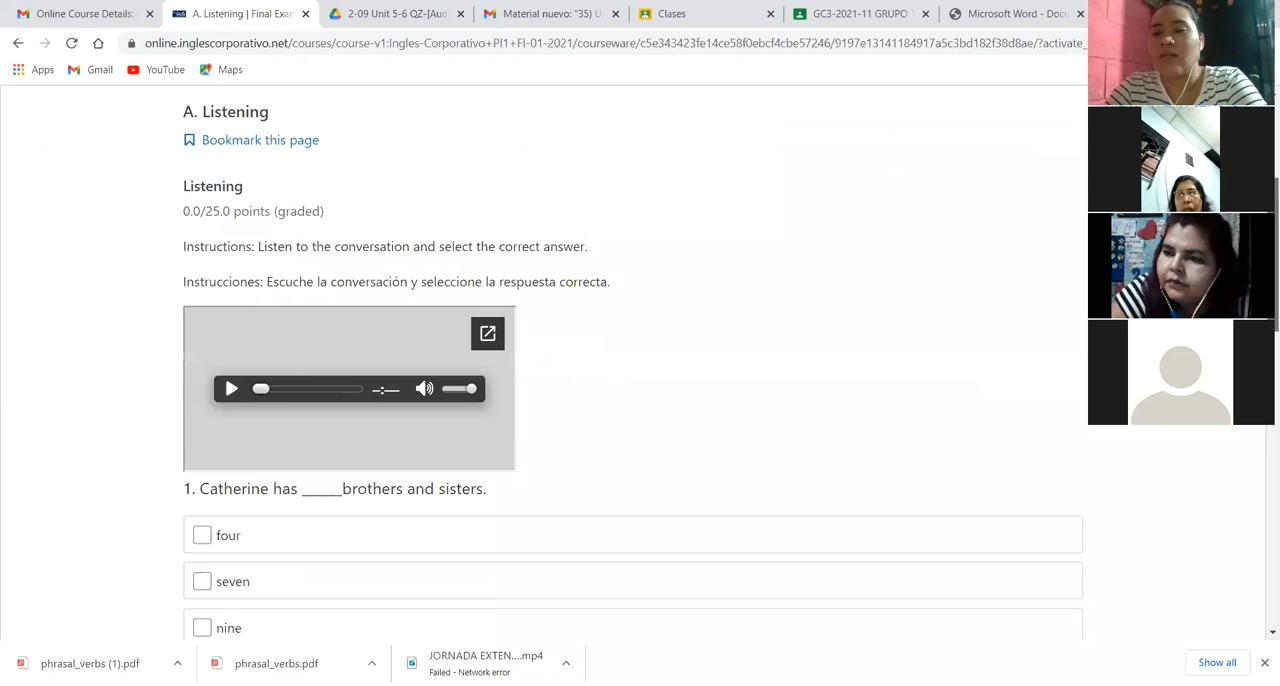 Online Course Details:
A. Listening | Final Exar
2-09 Unit 5-6 QZ-[Aud
Material nuevo: "35) U
Clases
GC3-2021-11 GRUPO
Microsoft Word - Docu
online.inglescorporativo.net/courses/course-v1:Ingles-Corporativo+PI1+FI-01-2021/courseware/c5e343423fe14ce58f0ebcf4cbe57246/9197e13141184917a5c3bd182f38d8ae/?activate_
Apps
Gmail
YouTube
Maps
A. Listening
Bookmark this page
Listening
0.0/25.0 points (graded)
Instructions: Listen to the conversation and select the correct answer.
Instrucciones: Escuche la conversación y seleccione la respuesta correcta.
--:--
1. Catherine has ______brothers and sisters.
four
seven
nine
phrasal_verbs (1).pdf
phrasal_verbs.pdf
JORNADA EXTEN....mp4
Failed - Network error
Show all